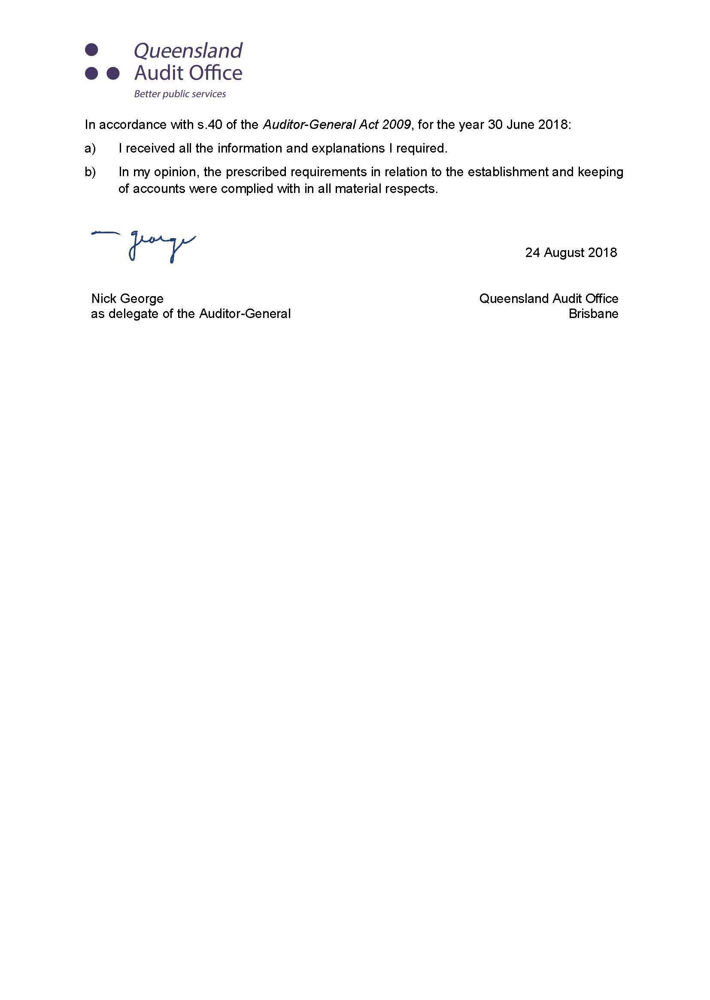 Queensland
Audit Office
Better public services
In accordance with s.40 of the Auditor-General Act 2009, for the year 30 June 2018:
a) I received all the information and explanations I required.
b) In my opinion, the prescribed requirements in relation to the establishment and keeping
of accounts were complied with in all material respects.
george
24 August 2018
Nick George
Queensland Audit Office
as delegate of the Auditor-General
Brisbane